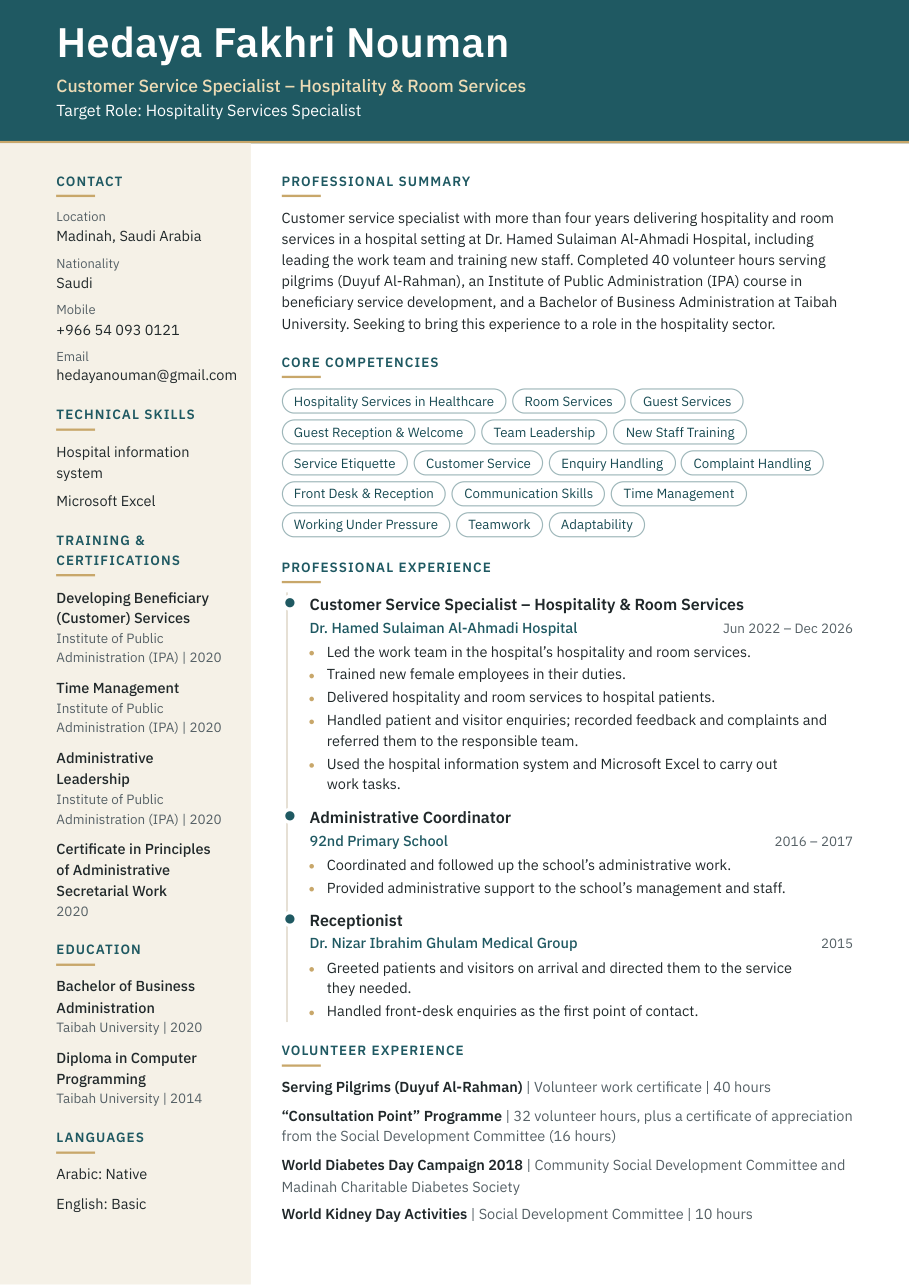 Hedaya Fakhri Nouman
Customer Service Specialist – Hospitality & Room Services
Target Role: Hospitality Services Specialist
CONTACT
Location
Madinah, Saudi Arabia
Nationality
Saudi
Mobile
+966 54 093 0121
Email
hedayanouman@gmail.com
TECHNICAL SKILLS
Hospital information
system
Microsoft Excel
TRAINING &
CERTIFICATIONS
Developing Beneficiary
(Customer) Services
Institute of Public
Administration (IPA) | 2020
Time Management
Institute of Public
Administration (IPA) | 2020
Administrative
Leadership
Institute of Public
Administration (IPA) | 2020
Certificate in Principles
of Administrative
Secretarial Work
2020
EDUCATION
Bachelor of Business
Administration
Taibah University | 2020
Diploma in Computer
Programming
Taibah University | 2014
LANGUAGES
Arabic: Native
English: Basic
PROFESSIONAL SUMMARY
Customer service specialist with more than four years delivering hospitality and room
services in a hospital setting at Dr. Hamed Sulaiman Al-Ahmadi Hospital, including
leading the work team and training new staff. Completed 40 volunteer hours serving
pilgrims (Duyuf Al-Rahman), an Institute of Public Administration (IPA) course in
beneficiary service development, and a Bachelor of Business Administration at Taibah
University. Seeking to bring this experience to a role in the hospitality sector.
CORE COMPETENCIES
Hospitality Services in Healthcare Room Services Guest Services
Guest Reception & Welcome Team Leadership New Staff Training
Service Etiquette Customer Service Enquiry Handling Complaint Handling
Front Desk & Reception Communication Skills Time Management
Working Under Pressure Teamwork Adaptability
PROFESSIONAL EXPERIENCE
Customer Service Specialist – Hospitality & Room Services
Dr. Hamed Sulaiman Al-Ahmadi Hospital Jun 2022 – Dec 2026
• Led the work team in the hospital’s hospitality and room services.
• Trained new female employees in their duties.
• Delivered hospitality and room services to hospital patients.
• Handled patient and visitor enquiries; recorded feedback and complaints and
referred them to the responsible team.
• Used the hospital information system and Microsoft Excel to carry out
work tasks.
Administrative Coordinator
92nd Primary School 2016 – 2017
• Coordinated and followed up the school’s administrative work.
• Provided administrative support to the school’s management and staff.
Receptionist
Dr. Nizar Ibrahim Ghulam Medical Group 2015
• Greeted patients and visitors on arrival and directed them to the service
they needed.
• Handled front-desk enquiries as the first point of contact.
VOLUNTEER EXPERIENCE
Serving Pilgrims (Duyuf Al-Rahman) | Volunteer work certificate | 40 hours
“Consultation Point” Programme | 32 volunteer hours, plus a certificate of appreciation
from the Social Development Committee (16 hours)
World Diabetes Day Campaign 2018 | Community Social Development Committee and
Madinah Charitable Diabetes Society
World Kidney Day Activities | Social Development Committee | 10 hours